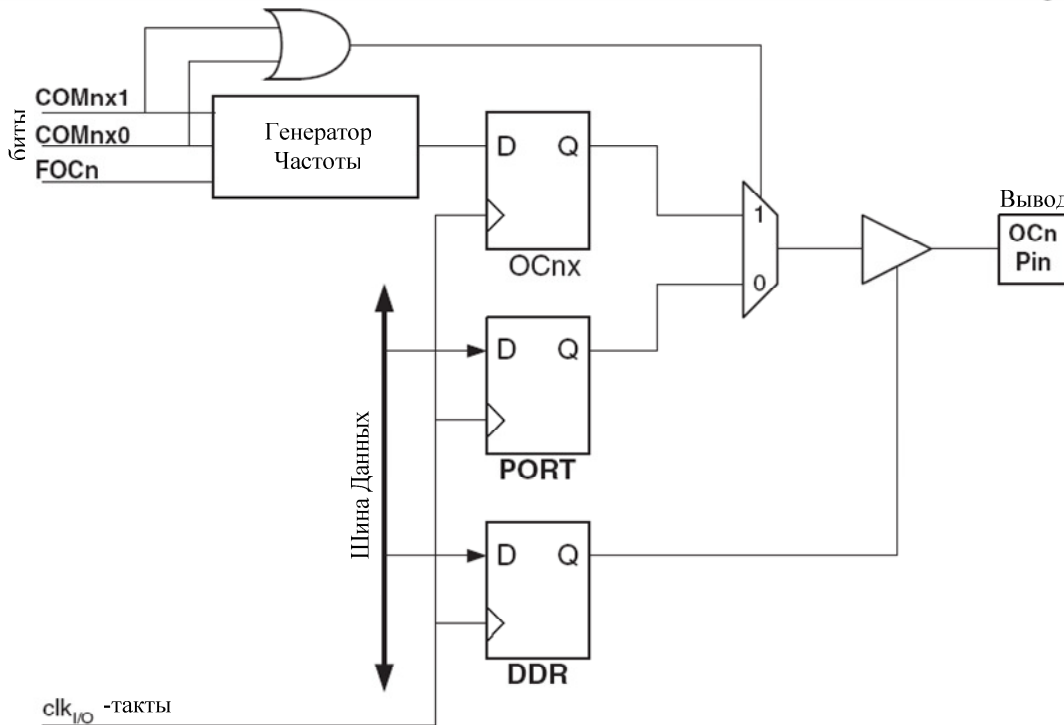 биты
COMnx1
COMnx0
FOCn
Генератор
Частоты
D Q
OCnx
1
0
Вывод
OCn
Pin
Шина Данных
D Q
PORT
D Q
DDR
clkI/O -такты